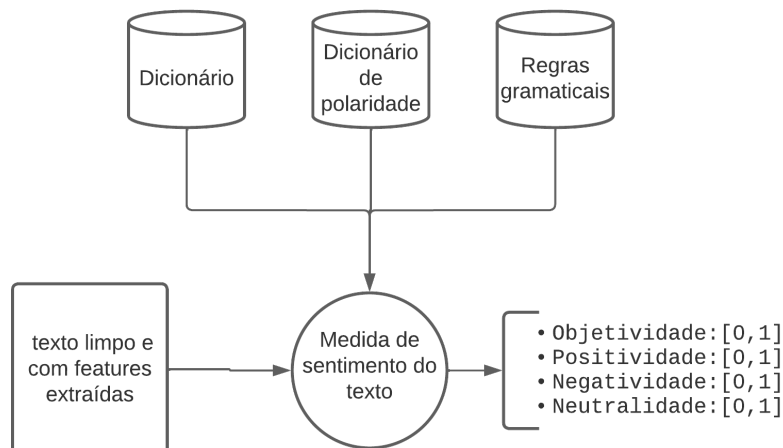 Dicionário
Dicionário
de
polaridade
Regras
gramaticais
texto limpo e
com features
extraídas
Medida de
sentimento do
texto
• Objetividade:[0,1]
• Positividade:[0,1]
• Negatividade:[0,1]
• Neutralidade:[0,1]